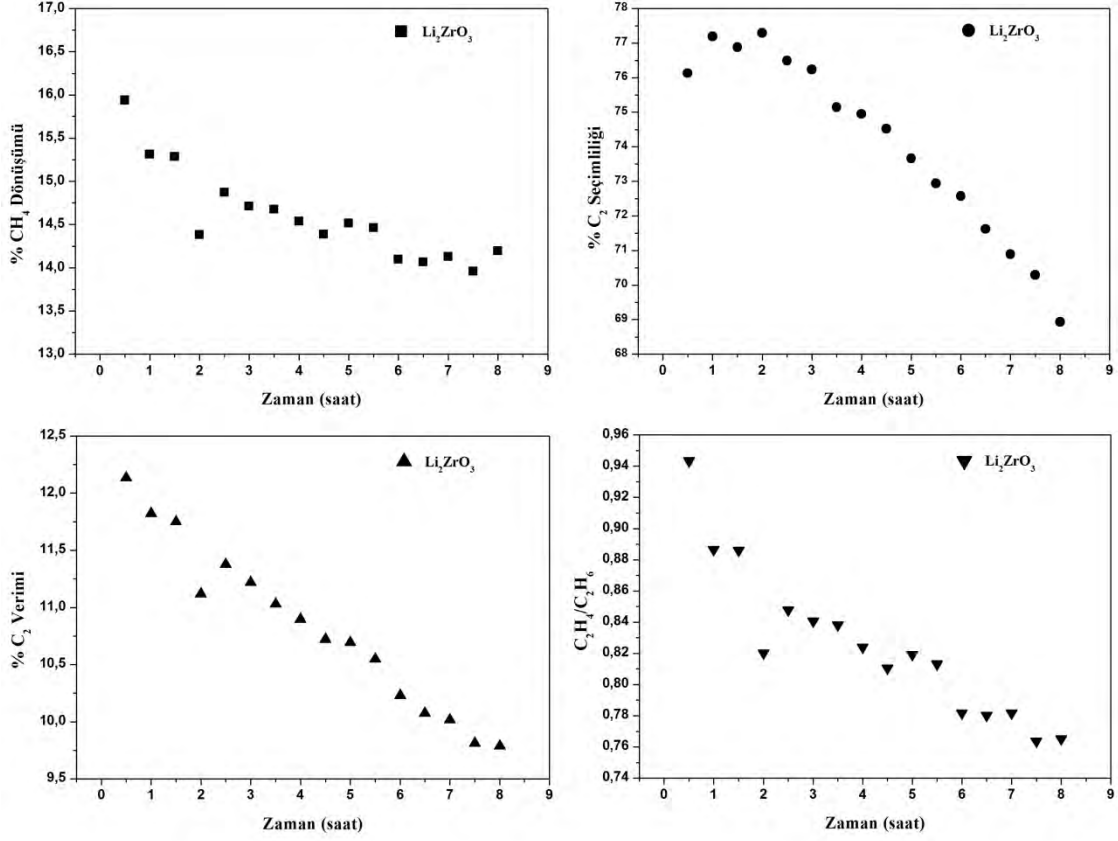 17,0
16,5
16,0
15,5
15,0
14,5
14,0
13,5
13,0
% CH₄ Dönüşümü
Li₂ZrO₃
0 1 2 3 4 5 6 7 8 9
Zaman (saat)
78
77
76
75
74
73
72
71
70
69
68
% C₂ Seçimliliği
Li₂ZrO₃
0 1 2 3 4 5 6 7 8 9
Zaman (saat)
12,5
12,0
11,5
11,0
10,5
10,0
9,5
% C₂ Verimi
Li₂ZrO₃
0 1 2 3 4 5 6 7 8 9
Zaman (saat)
0,96
0,94
0,92
0,90
0,88
0,86
0,84
0,82
0,80
0,78
0,76
0,74
C₂H₄/C₂H₆
Li₂ZrO₃
0 1 2 3 4 5 6 7 8 9
Zaman (saat)